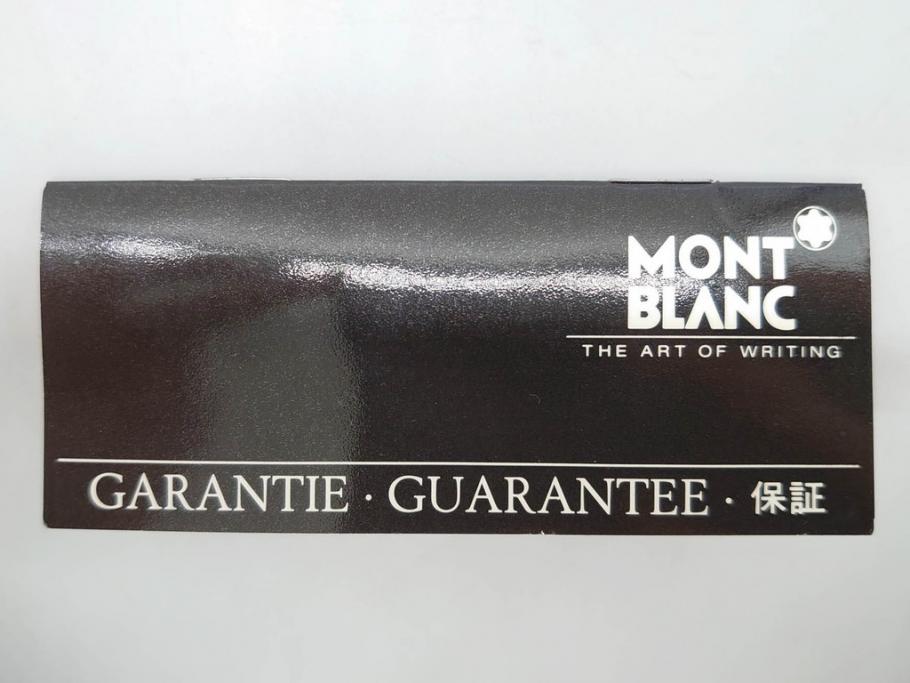 MONT
BLANC
THE ART OF WRITING
GARANTIE · GUARANTEE · 保証